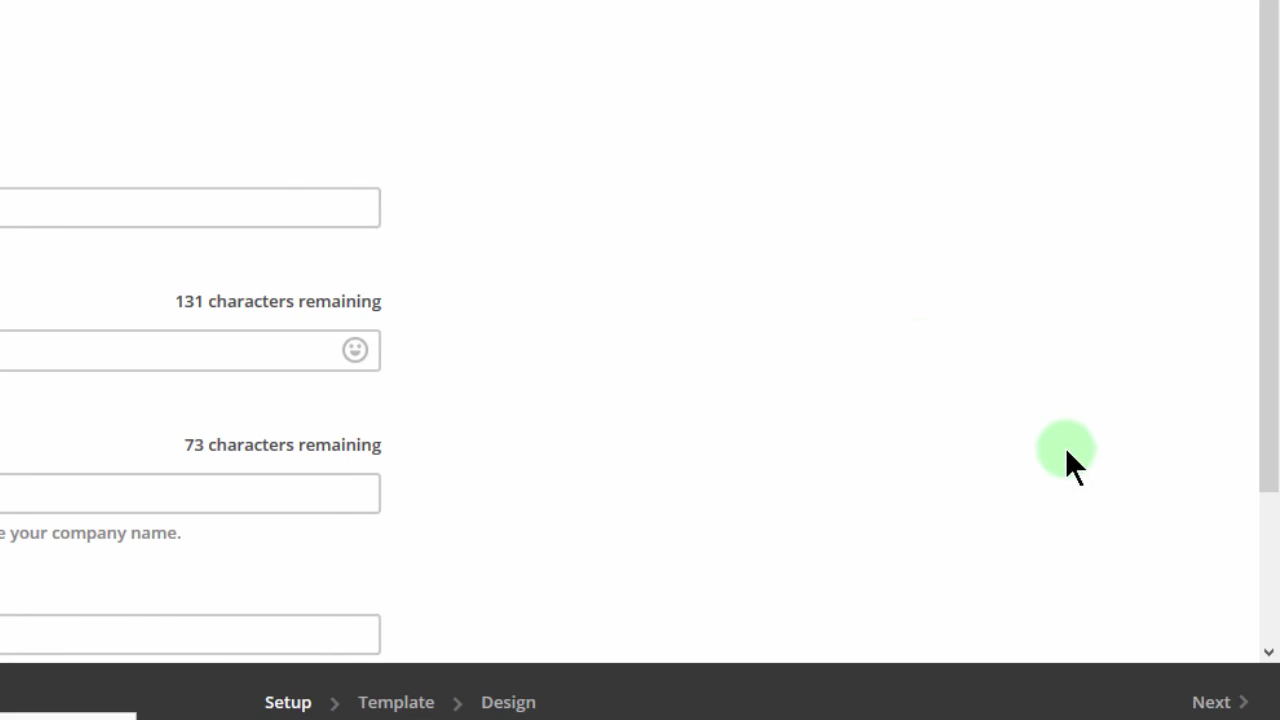 131 characters remaining
73 characters remaining
e your company name.
Setup > Template > Design
Next >